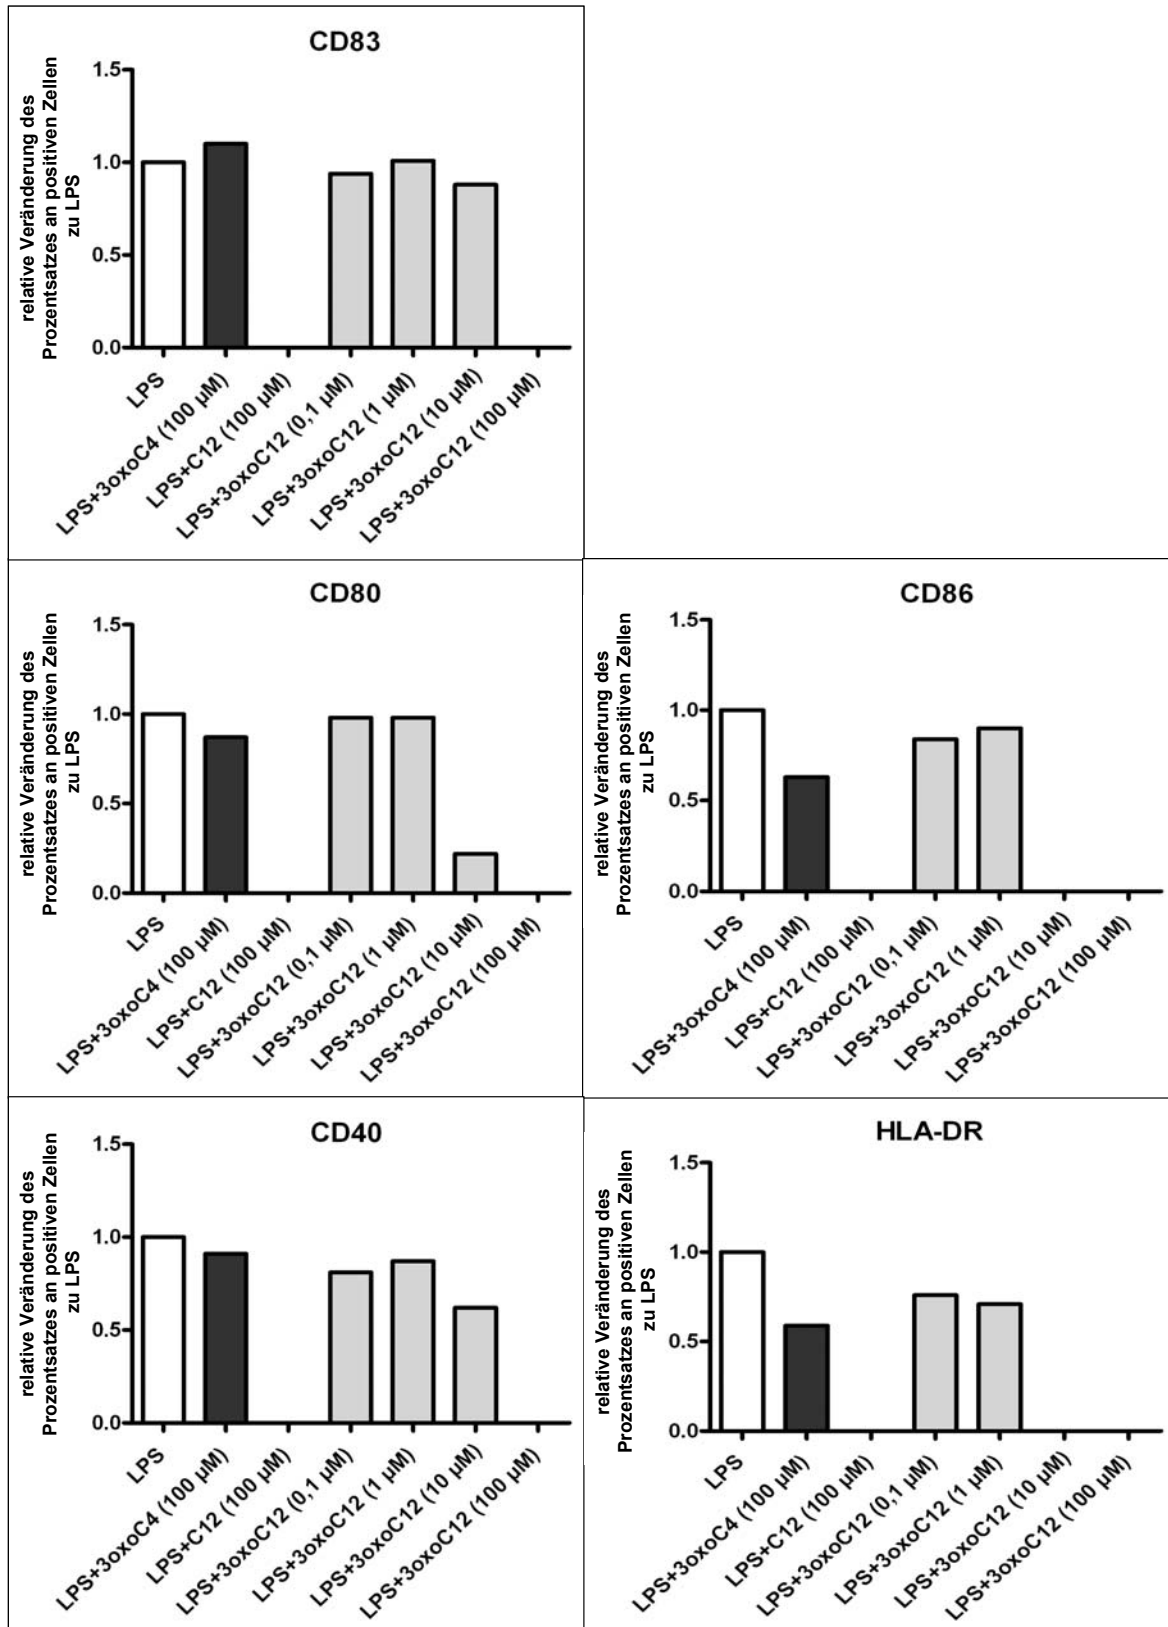 CD83
relative Veränderung des
Prozentsatzes an positiven Zellen
zu LPS
1.5
1.0
0.5
0.0
LPS
LPS+3oxoC4 (100 µM)
LPS+C12 (100 µM)
LPS+3oxoC12 (0,1 µM)
LPS+3oxoC12 (1 µM)
LPS+3oxoC12 (10 µM)
LPS+3oxoC12 (100 µM)
CD80
relative Veränderung des
Prozentsatzes an positiven Zellen
zu LPS
1.5
1.0
0.5
0.0
LPS
LPS+3oxoC4 (100 µM)
LPS+C12 (100 µM)
LPS+3oxoC12 (0,1 µM)
LPS+3oxoC12 (1 µM)
LPS+3oxoC12 (10 µM)
LPS+3oxoC12 (100 µM)
CD86
relative Veränderung des
Prozentsatzes an positiven Zellen
zu LPS
1.5
1.0
0.5
0.0
LPS
LPS+3oxoC4 (100 µM)
LPS+C12 (100 µM)
LPS+3oxoC12 (0,1 µM)
LPS+3oxoC12 (1 µM)
LPS+3oxoC12 (10 µM)
LPS+3oxoC12 (100 µM)
CD40
relative Veränderung des
Prozentsatzes an positiven Zellen
zu LPS
1.5
1.0
0.5
0.0
LPS
LPS+3oxoC4 (100 µM)
LPS+C12 (100 µM)
LPS+3oxoC12 (0,1 µM)
LPS+3oxoC12 (1 µM)
LPS+3oxoC12 (10 µM)
LPS+3oxoC12 (100 µM)
HLA-DR
relative Veränderung des
Prozentsatzes an positiven Zellen
zu LPS
1.5
1.0
0.5
0.0
LPS
LPS+3oxoC4 (100 µM)
LPS+C12 (100 µM)
LPS+3oxoC12 (0,1 µM)
LPS+3oxoC12 (1 µM)
LPS+3oxoC12 (10 µM)
LPS+3oxoC12 (100 µM)